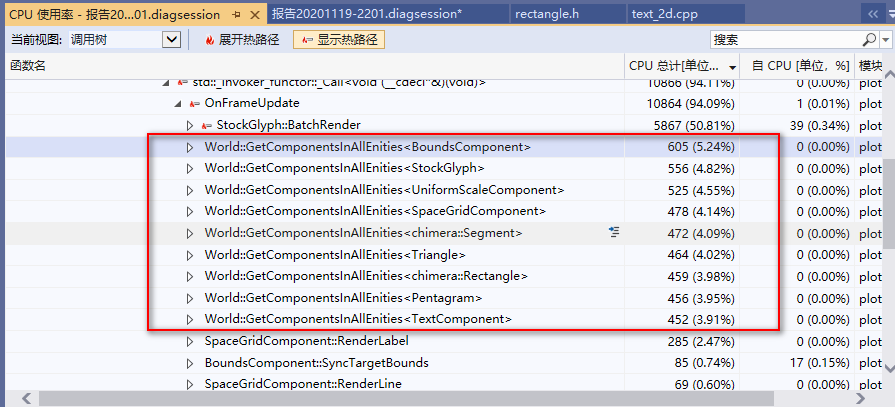 CPU 使用率 - 报告20...01.diagsession
报告20201119-2201.diagsession*
rectangle.h
text_2d.cpp
当前视图: 调用树 展开热路径 显示热路径 搜索
函数名 CPU 总计[单位... 自 CPU [单位，%] 模块
std::_Invoker_functor::_Call<void (__cdecl*&)(void)> 10866 (94.11%) 0 (0.00%) plot
OnFrameUpdate 10864 (94.09%) 1 (0.01%) plot
StockGlyph::BatchRender 5867 (50.81%) 39 (0.34%) plot
World::GetComponentsInAllEnities<BoundsComponent> 605 (5.24%) 0 (0.00%) plot
World::GetComponentsInAllEnities<StockGlyph> 556 (4.82%) 0 (0.00%) plot
World::GetComponentsInAllEnities<UniformScaleComponent> 525 (4.55%) 0 (0.00%) plot
World::GetComponentsInAllEnities<SpaceGridComponent> 478 (4.14%) 0 (0.00%) plot
World::GetComponentsInAllEnities<chimera::Segment> 472 (4.09%) 0 (0.00%) plot
World::GetComponentsInAllEnities<Triangle> 464 (4.02%) 0 (0.00%) plot
World::GetComponentsInAllEnities<chimera::Rectangle> 459 (3.98%) 0 (0.00%) plot
World::GetComponentsInAllEnities<Pentagram> 456 (3.95%) 0 (0.00%) plot
World::GetComponentsInAllEnities<TextComponent> 452 (3.91%) 0 (0.00%) plot
SpaceGridComponent::RenderLabel 285 (2.47%) 0 (0.00%) plot
BoundsComponent::SyncTargetBounds 85 (0.74%) 17 (0.15%) plot
SpaceGridComponent::RenderLine 69 (0.60%) 0 (0.00%) plot